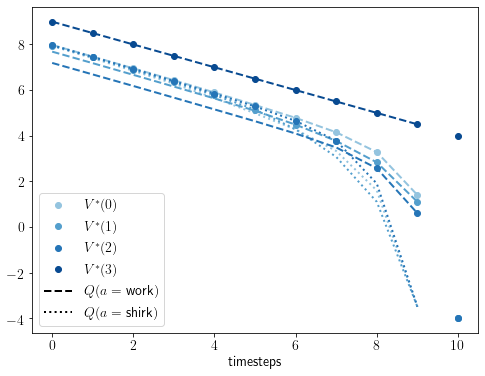 8
6
4
2
0
−2
−4
V*(0)
V*(1)
V*(2)
V*(3)
Q(a = work)
Q(a = shirk)
0 2 4 6 8 10
timesteps